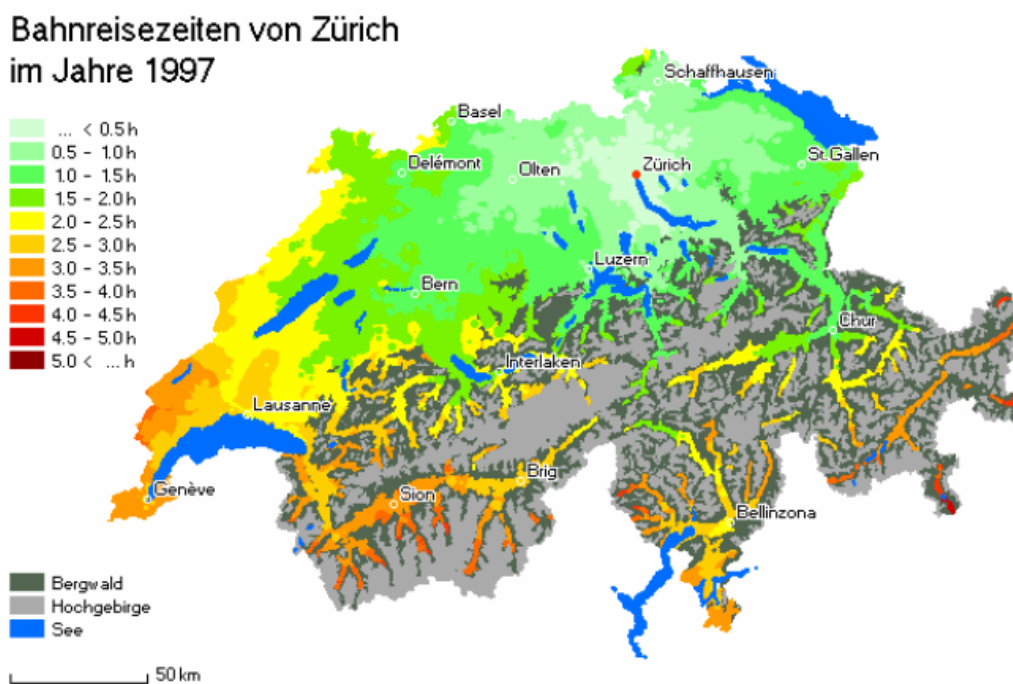 Bahnreisezeiten von Zürich
im Jahre 1997
... < 0.5 h
0.5 - 1.0 h
1.0 - 1.5 h
1.5 - 2.0 h
2.0 - 2.5 h
2.5 - 3.0 h
3.0 - 3.5 h
3.5 - 4.0 h
4.0 - 4.5 h
4.5 - 5.0 h
5.0 < ... h
Schaffhausen
Basel
Delémont
Olten
Zürich
St. Gallen
Luzern
Bern
Chur
Interlaken
Lausanne
Brig
Genève
Sion
Bellinzona
Bergwald
Hochgebirge
See
50 km